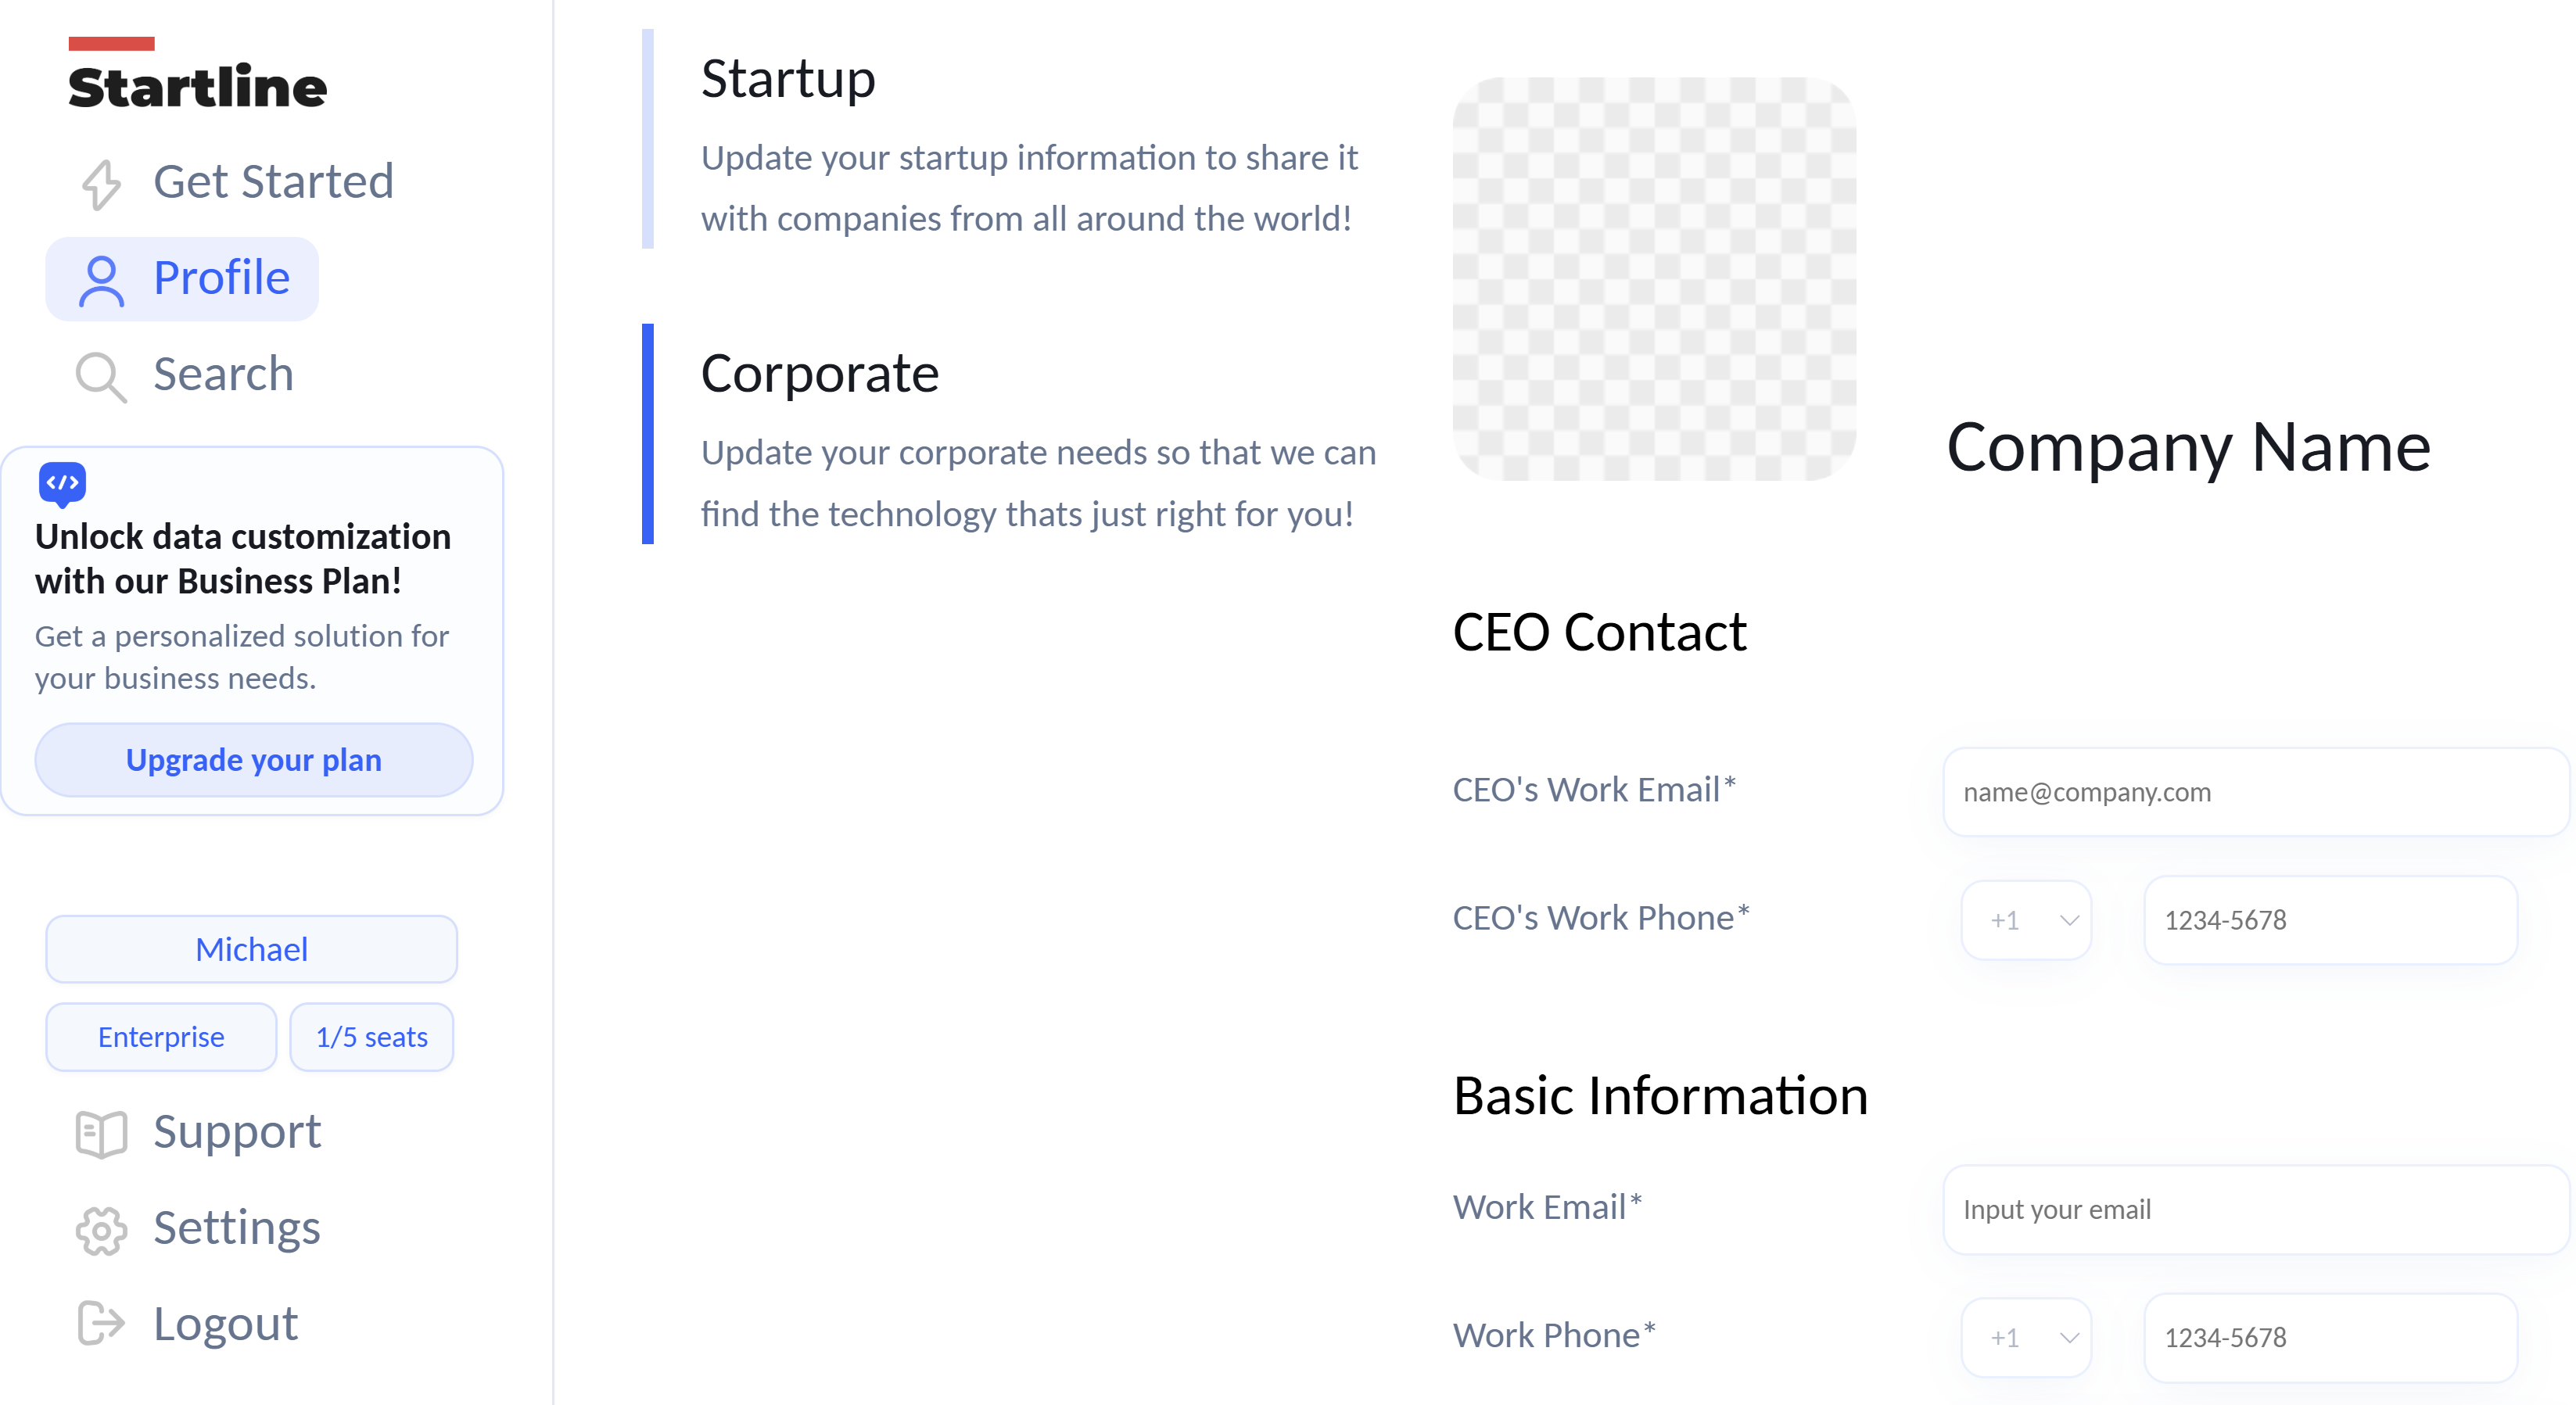 Startline
Get Started
Profile
Search
Unlock data customization
with our Business Plan!
Get a personalized solution for
your business needs.
Upgrade your plan
Michael
Enterprise
1/5 seats
Support
Settings
Logout
Startup
Update your startup information to share it
with companies from all around the world!
Corporate
Update your corporate needs so that we can
find the technology thats just right for you!
Company Name
CEO Contact
CEO's Work Email*
name@company.com
CEO's Work Phone*
+1
1234-5678
Basic Information
Work Email*
Input your email
Work Phone*
+1
1234-5678